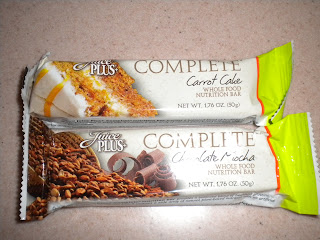 Juice
PLUS+
COMPLETE
Carrot Cake
WHOLE FOOD
NUTRITION BAR
NET WT. 1.76 OZ. (50g)
Juice
PLUS+
COMPLETE
Chocolate Mocha
WHOLE FOOD
NUTRITION BAR
NET WT. 1.76 OZ. (50g)